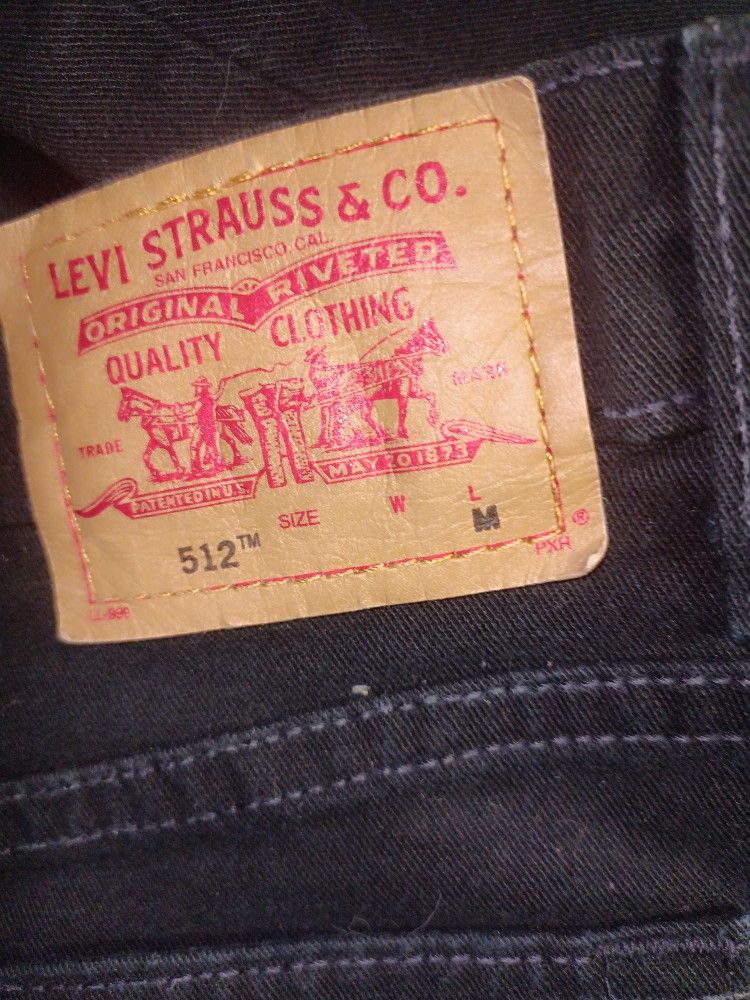 LEVI STRAUSS & CO.
SAN FRANCISCO, CAL.
ORIGINAL RIVETED
QUALITY CLOTHING
TRADE MARK
PATENTED IN U.S. MAY 20 1873
SIZE W L
512™ M
PXR ®